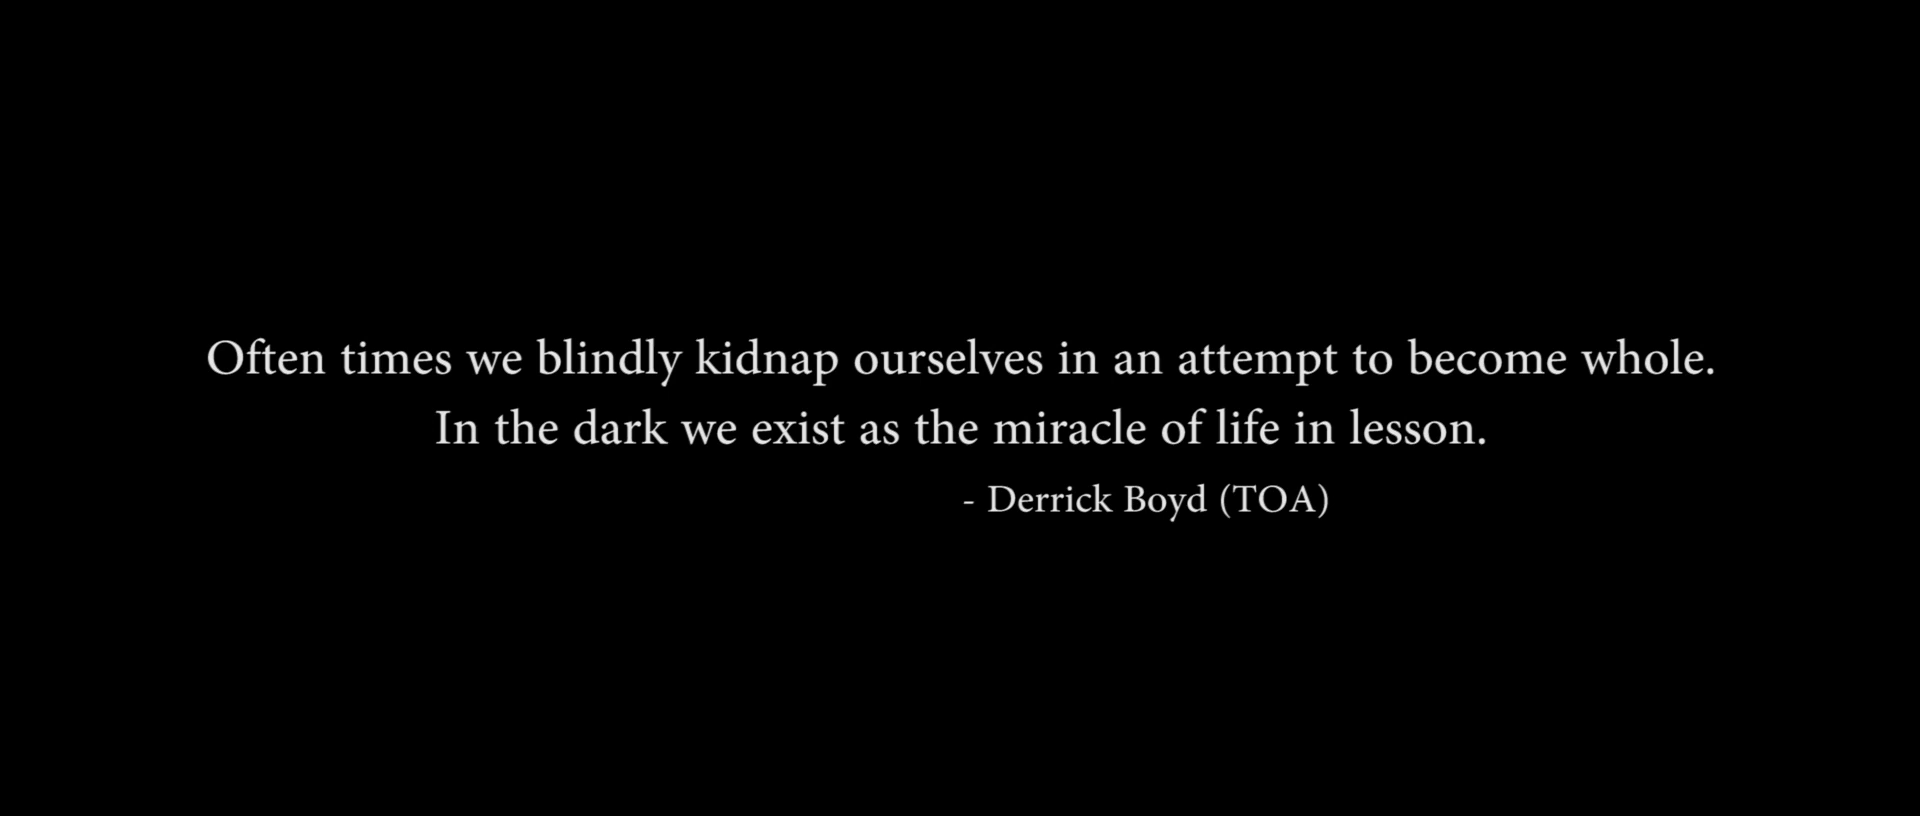 Often times we blindly kidnap ourselves in an attempt to become whole.
In the dark we exist as the miracle of life in lesson.
- Derrick Boyd (TOA)